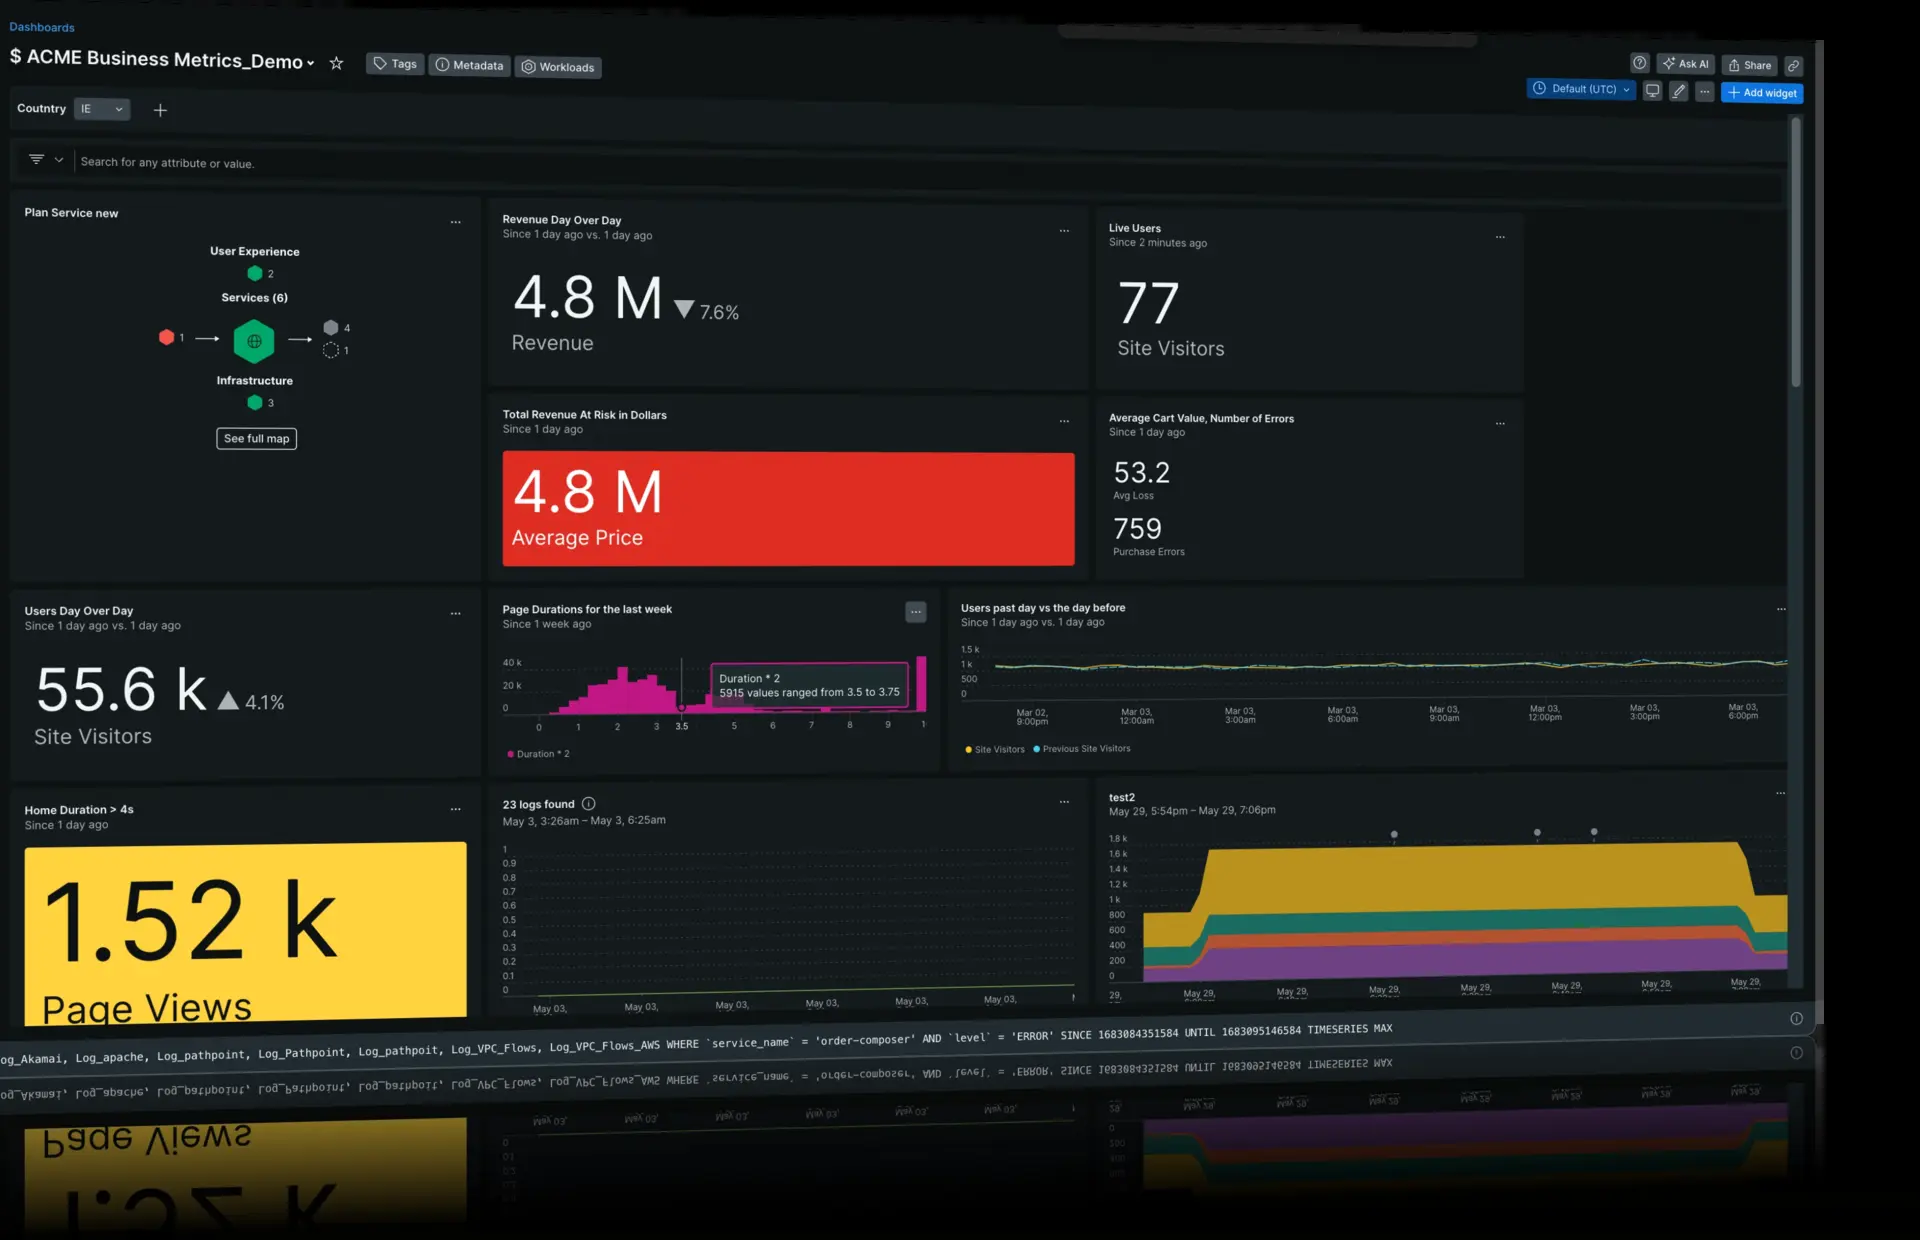 Dashboards
$ ACME Business Metrics_Demo
Tags
Metadata
Workloads
Ask AI
Share
Default (UTC)
Add widget
Coutntry
IE
Search for any attribute or value.
Plan Service new
User Experience
2
Services (6)
1
4
1
Infrastructure
3
See full map
Revenue Day Over Day
Since 1 day ago vs. 1 day ago
4.8 M
7.6%
Revenue
Live Users
Since 2 minutes ago
77
Site Visitors
Total Revenue At Risk in Dollars
Since 1 day ago
4.8 M
Average Price
Average Cart Value, Number of Errors
Since 1 day ago
53.2
Avg Loss
759
Purchase Errors
Users Day Over Day
Since 1 day ago vs. 1 day ago
55.6 k
4.1%
Site Visitors
Page Durations for the last week
Since 1 week ago
40 k
20 k
0
Duration * 2
5915 values ranged from 3.5 to 3.75
0 1 2 3 3.5 5 6 7 8 9 1
Duration * 2
Users past day vs the day before
Since 1 day ago vs. 1 day ago
1.5 k
1 k
500
0
Mar 02, Mar 03, Mar 03, Mar 03, Mar 03, Mar 03, Mar 03, Mar 03,
9:00pm 12:00am 3:00am 6:00am 9:00am 12:00pm 3:00pm 6:00pm
Site Visitors Previous Site Visitors
Home Duration > 4s
Since 1 day ago
1.52 k
Page Views
23 logs found
May 3, 3:26am – May 3, 6:25am
1
0.9
0.8
0.7
0.6
0.5
0.4
0.3
0.2
0.1
0
May 03, May 03, May 03, May 03, May 03, May 03,
test2
May 29, 5:54pm – May 29, 7:06pm
1.8 k
1.6 k
1.4 k
1.2 k
1 k
800
600
400
200
0
29, May 29, May 29, May 29, May 29, May 29, May 29, May 29,
og_Akamai, Log_apache, Log_pathpoint, Log_Pathpoint, Log_pathpoit, Log_VPC_Flows, Log_VPC_Flows_AWS WHERE `service_name` = 'order-composer' AND `level` = 'ERROR' SINCE 1683084351584 UNTIL 1683095146584 TIMESERIES MAX